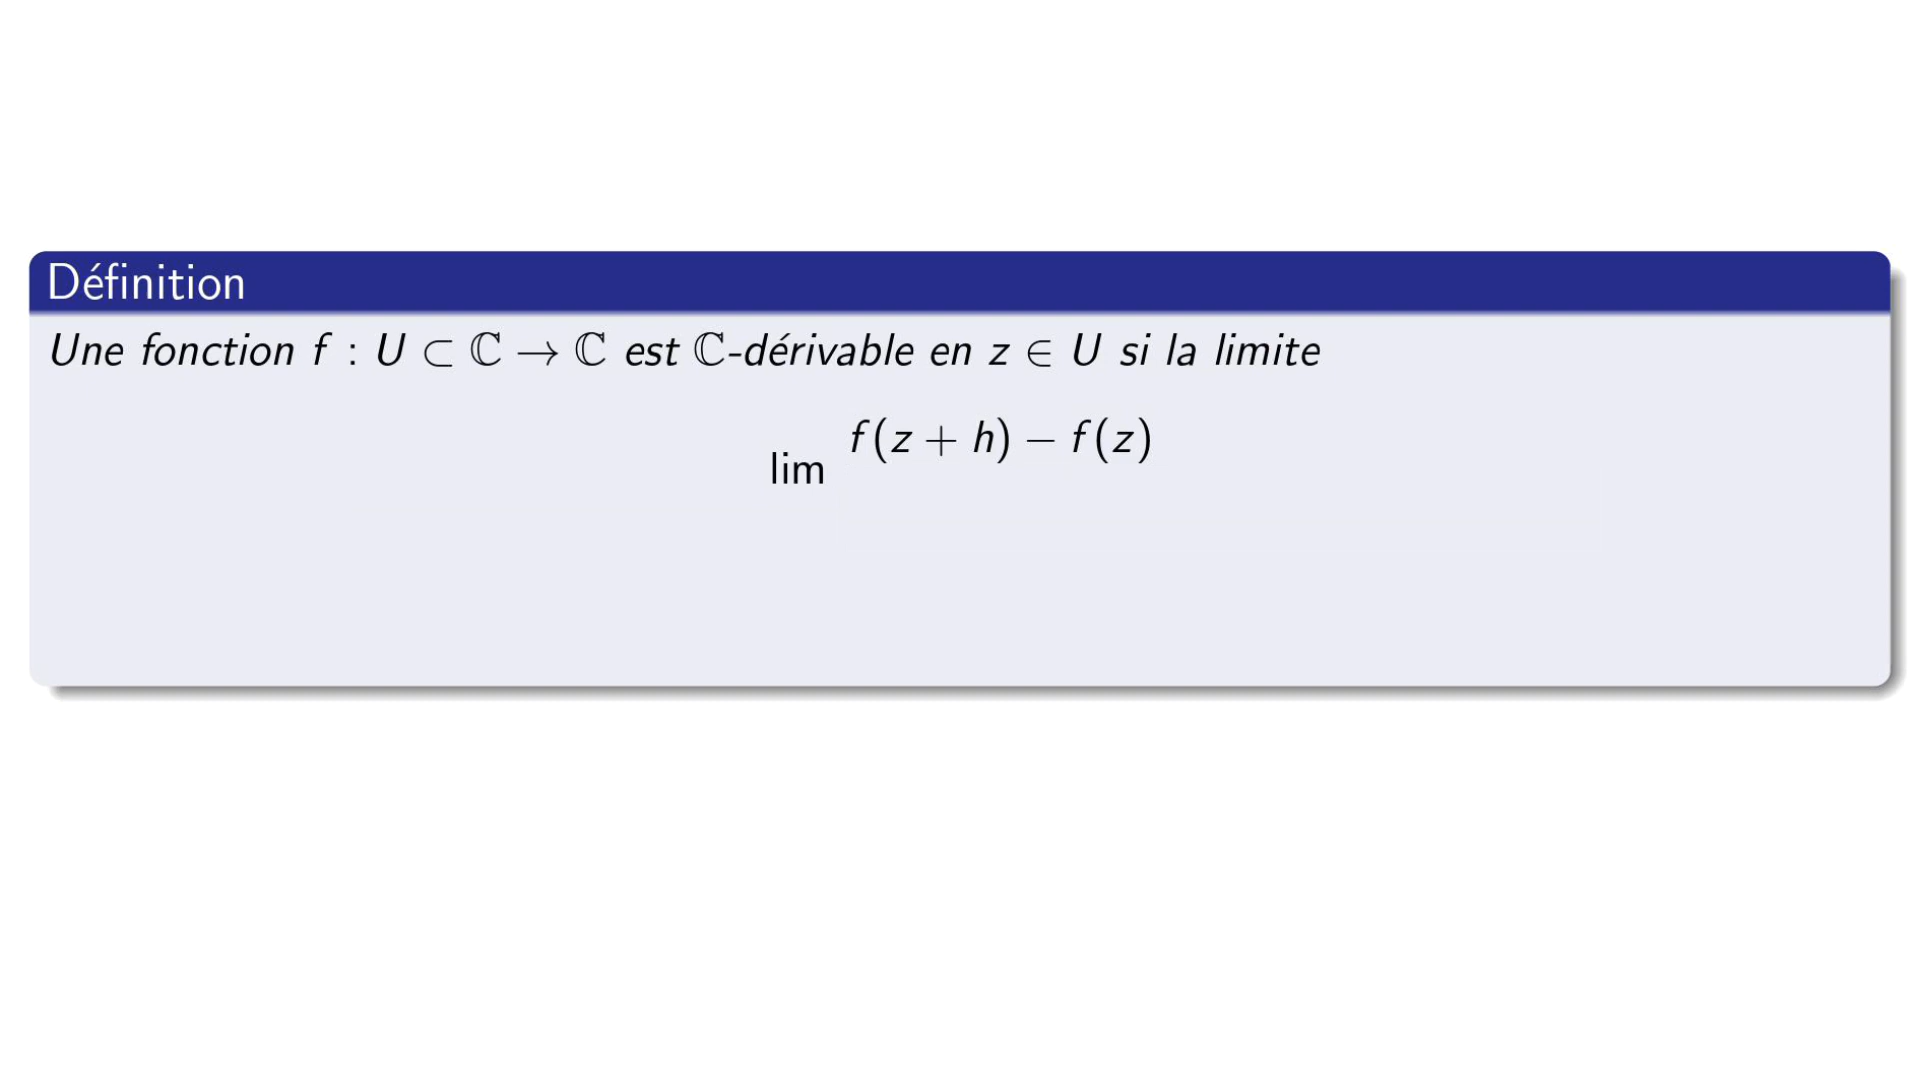 Définition
Une fonction f : U ⊂ ℂ → ℂ est ℂ-dérivable en z ∈ U si la limite
lim f(z + h) − f(z)